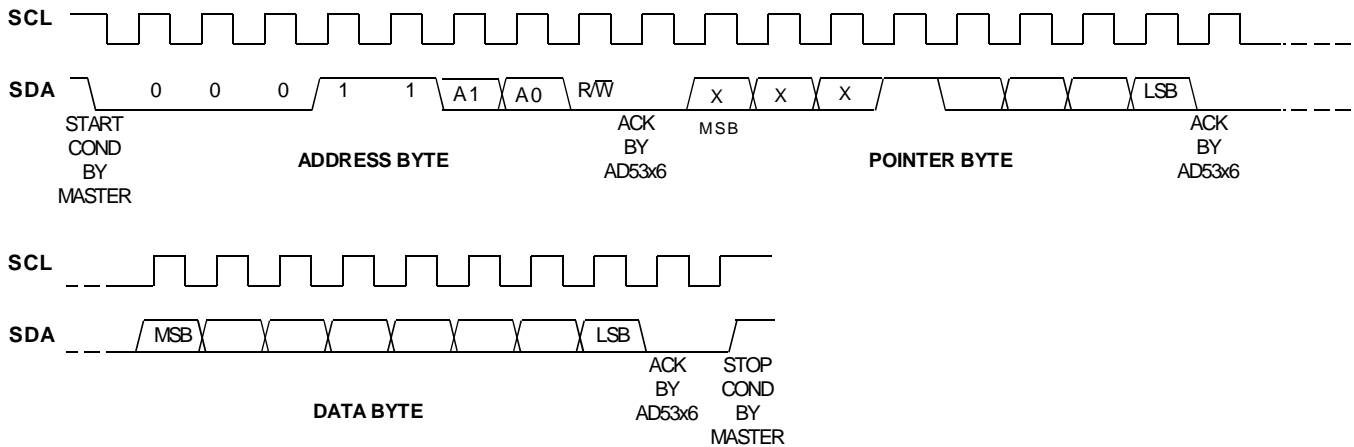 SCL
SDA 0 0 0 1 1 A1 A0 R/W̅ X X X LSB
START
COND
BY
MASTER
ADDRESS BYTE
ACK
BY
AD53x6
MSB
POINTER BYTE
ACK
BY
AD53x6
SCL
SDA MSB LSB
DATA BYTE
ACK
BY
AD53x6
STOP
COND
BY
MASTER